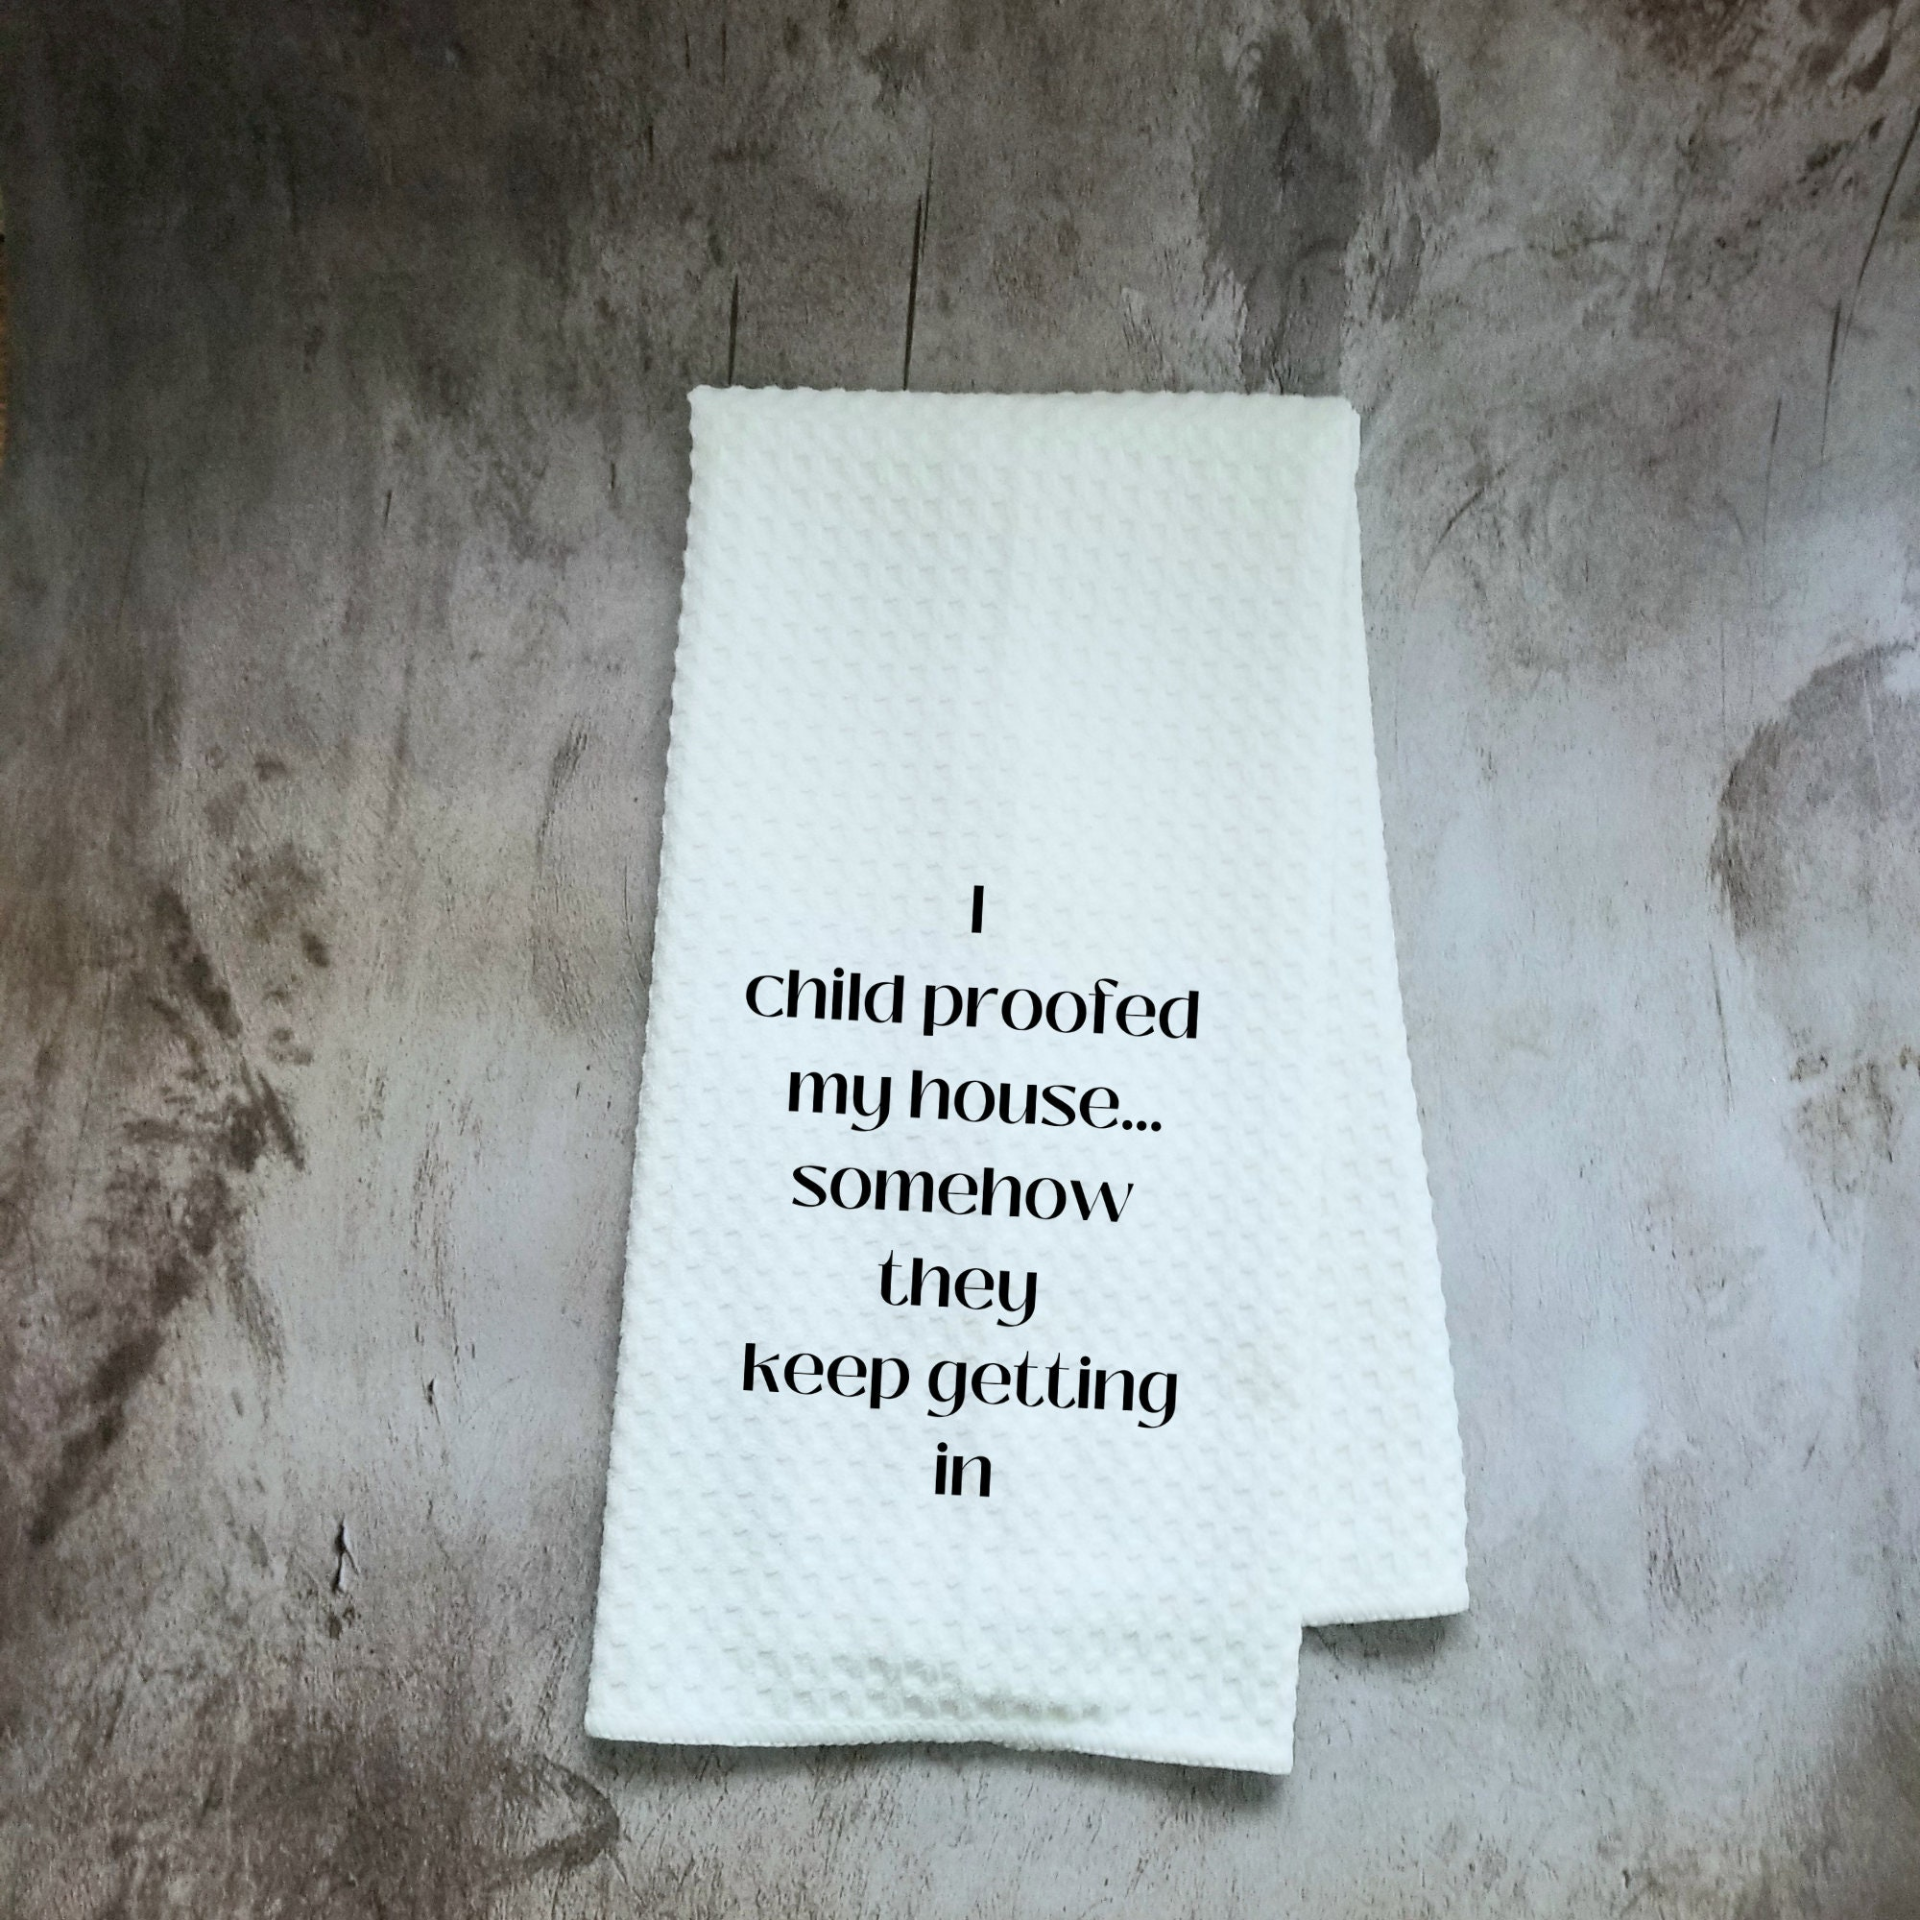 I
child proofed
my house...
somehow
they
keep getting
in